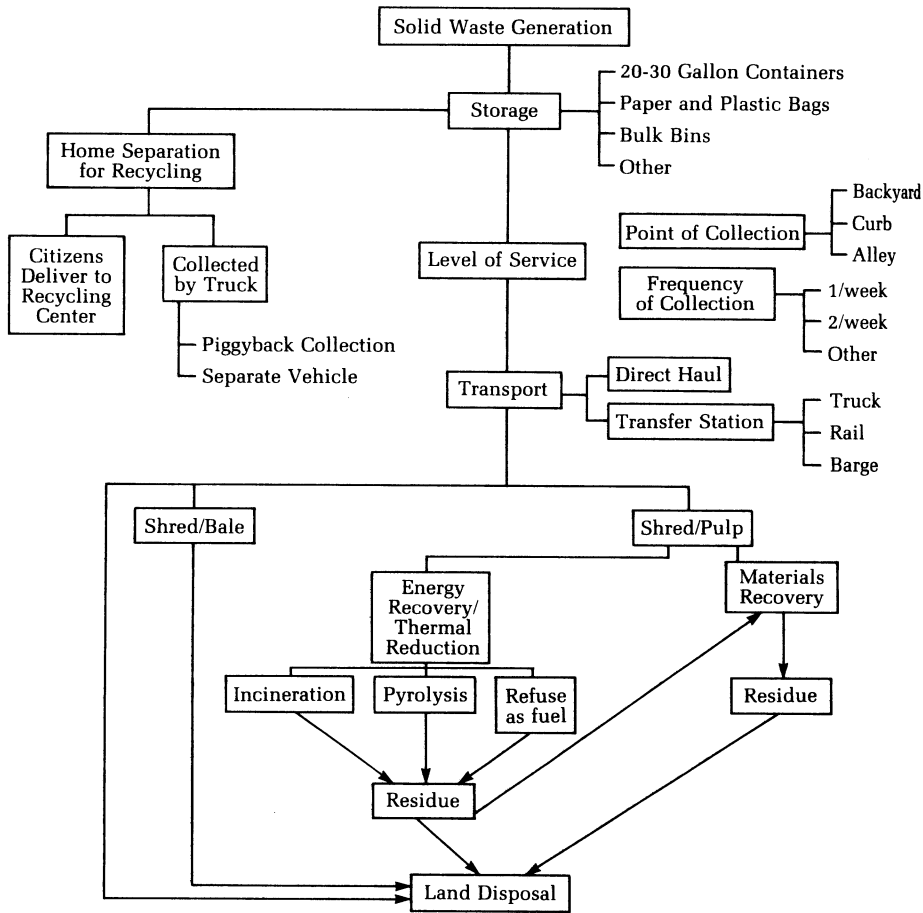 Solid Waste Generation
Storage
20-30 Gallon Containers
Paper and Plastic Bags
Bulk Bins
Other
Home Separation
for Recycling
Citizens
Deliver to
Recycling
Center
Collected
by Truck
Piggyback Collection
Separate Vehicle
Level of Service
Point of Collection
Backyard
Curb
Alley
Frequency
of Collection
1/week
2/week
Other
Transport
Direct Haul
Transfer Station
Truck
Rail
Barge
Shred/Bale
Shred/Pulp
Energy
Recovery/
Thermal
Reduction
Materials
Recovery
Incineration
Pyrolysis
Refuse
as fuel
Residue
Residue
Land Disposal